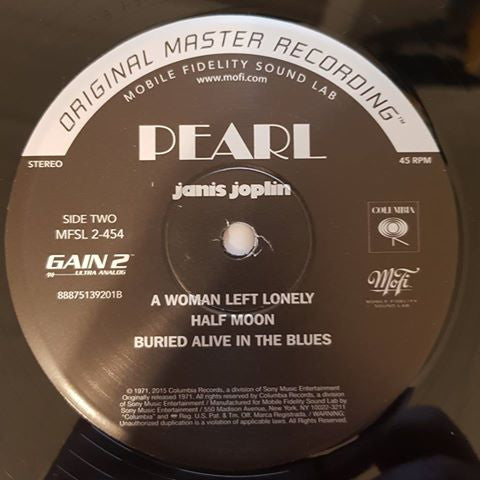 ORIGINAL MASTER RECORDING™
MOBILE FIDELITY SOUND LAB
www.mofi.com
PEARL
STEREO
45 RPM
janis joplin
SIDE TWO
MFSL 2-454
COLUMBIA
GAIN 2™
ULTRA ANALOG
MoFi
MOBILE FIDELITY
SOUND LAB
88875139201B
A WOMAN LEFT LONELY
HALF MOON
BURIED ALIVE IN THE BLUES
© 1971, 2015 Columbia Records, a division of Sony Music Entertainment
Originally released 1971. All rights reserved by Columbia Records, a division
of Sony Music Entertainment / Manufactured for Mobile Fidelity Sound Lab by
Sony Music Entertainment / 550 Madison Avenue, New York, NY 10022-3211
"Columbia" and Reg. U.S. Pat. & Tm. Off. Marca Registrada. / WARNING:
Unauthorized duplication is a violation of applicable laws. All Rights Reserved.